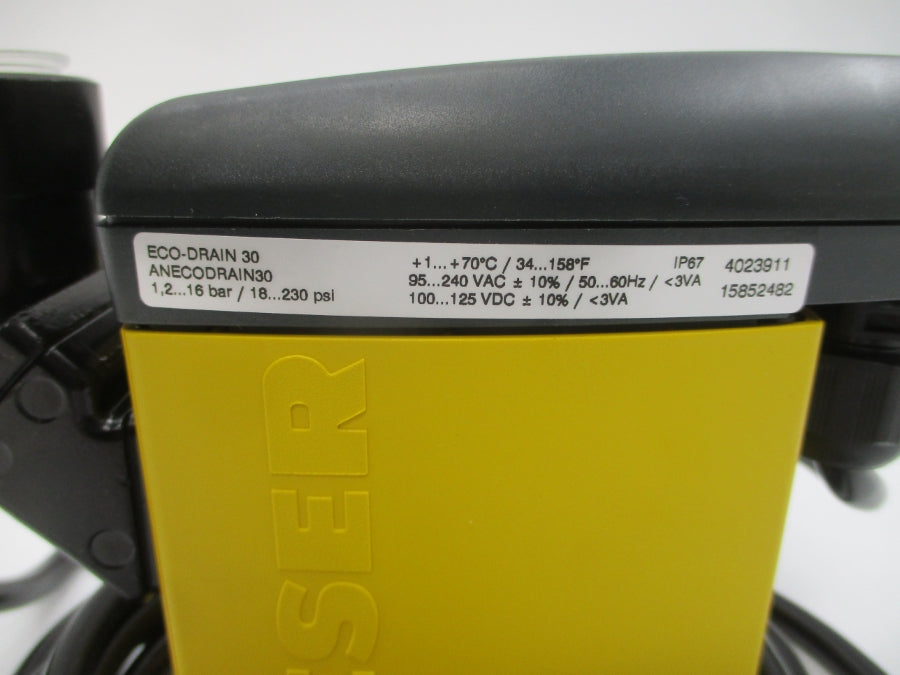 ECO-DRAIN 30
ANECODRAIN30
1,2...16 bar / 18...230 psi
+1...+70°C / 34...158°F IP67
95...240 VAC ± 10% / 50...60Hz / <3VA
100...125 VDC ± 10% / <3VA
4023911
15852482